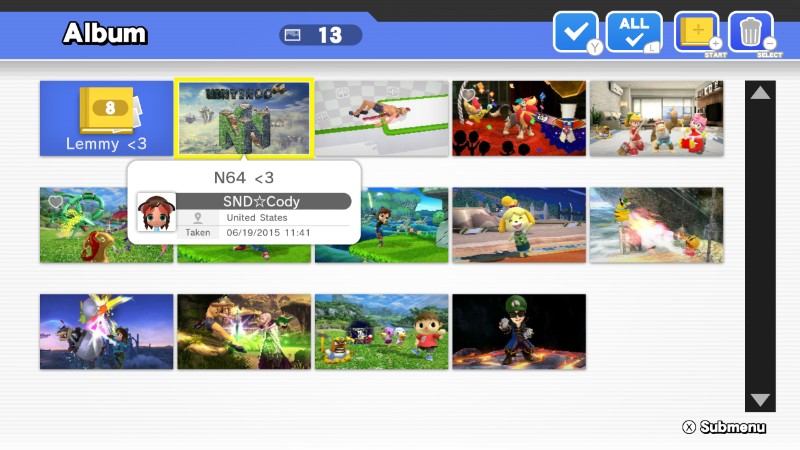 Album
13
Y
ALL
L
+
START
-
SELECT
8
Lemmy <3
NINTENDO
N
N64 <3
SND☆Cody
United States
Taken
06/19/2015 11:41
X Submenu